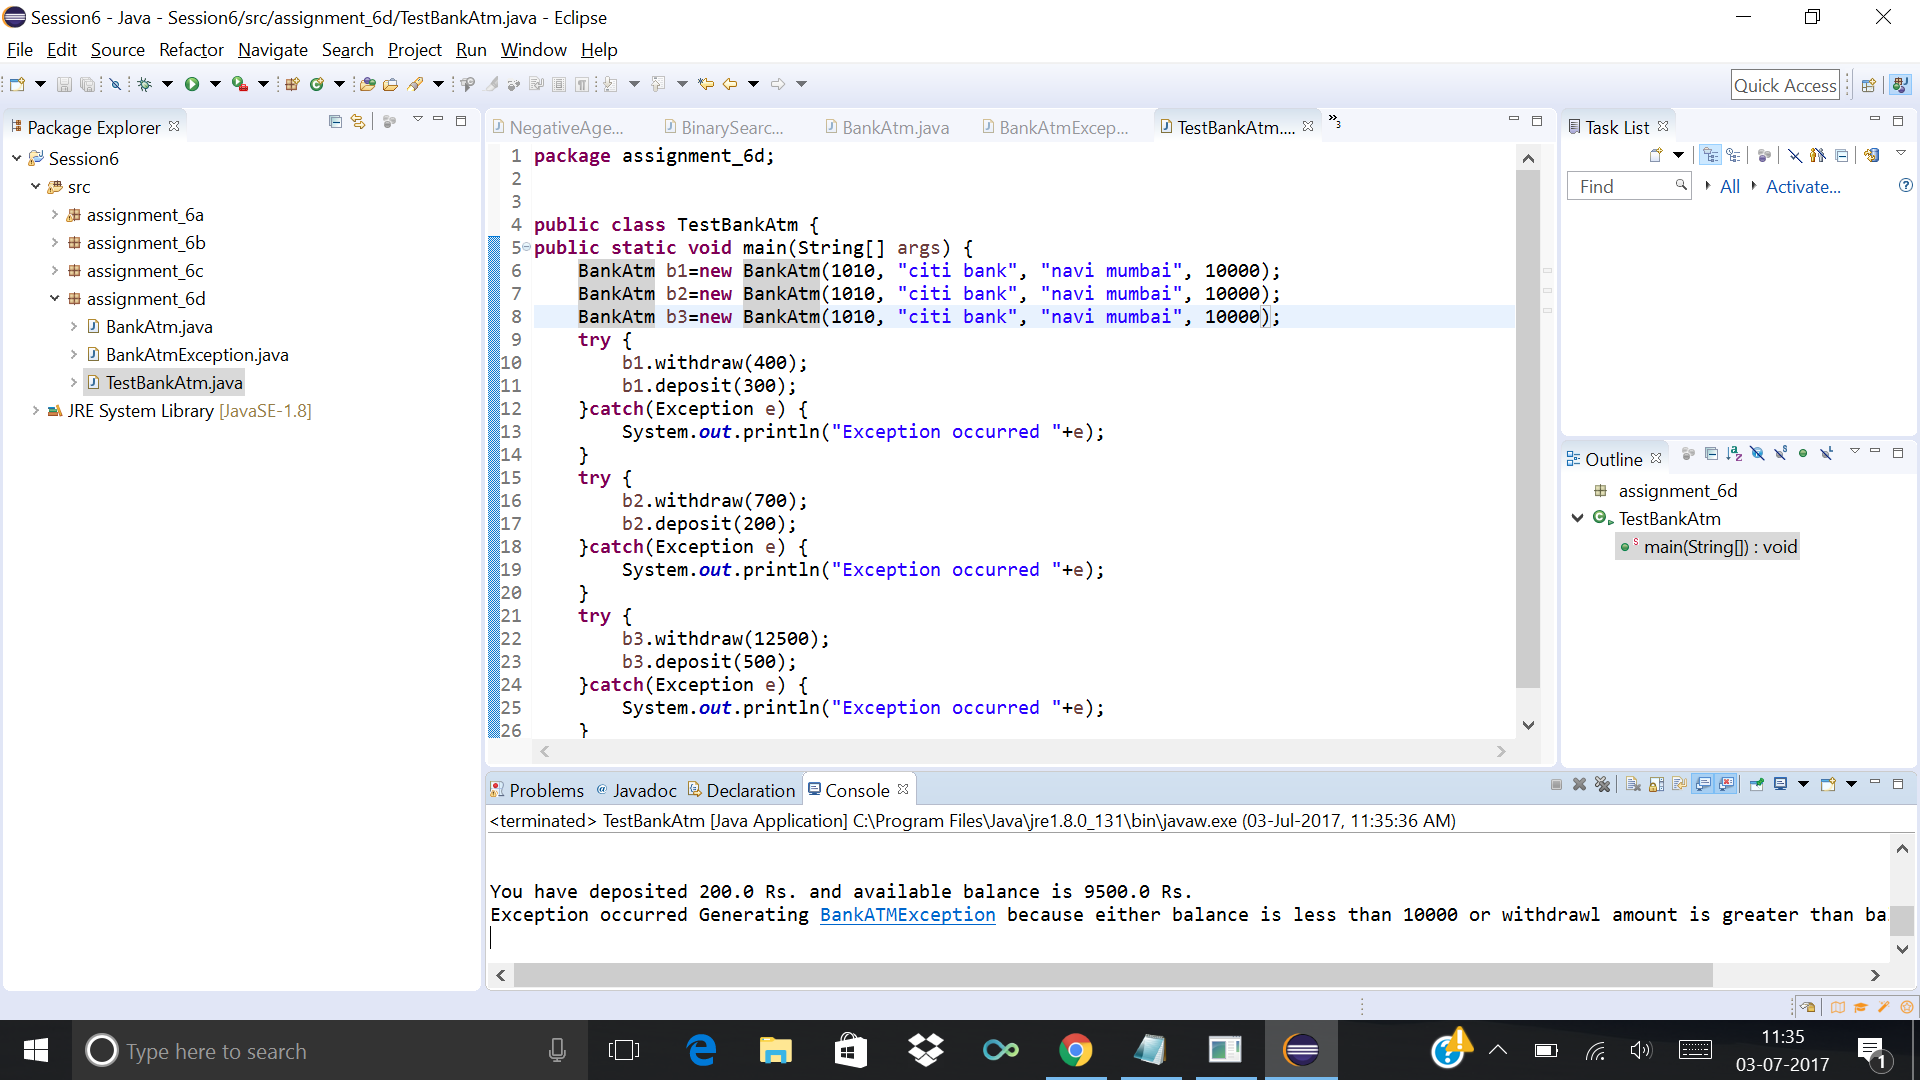 Session6 - Java - Session6/src/assignment_6d/TestBankAtm.java - Eclipse
File Edit Source Refactor Navigate Search Project Run Window Help
Quick Access
Package Explorer
Session6
src
assignment_6a
assignment_6b
assignment_6c
assignment_6d
BankAtm.java
BankAtmException.java
TestBankAtm.java
JRE System Library [JavaSE-1.8]
NegativeAge... BinarySearc... BankAtm.java BankAtmExcep... TestBankAtm.... »3
1 package assignment_6d;
2
3
4 public class TestBankAtm {
5 public static void main(String[] args) {
6 BankAtm b1=new BankAtm(1010, "citi bank", "navi mumbai", 10000);
7 BankAtm b2=new BankAtm(1010, "citi bank", "navi mumbai", 10000);
8 BankAtm b3=new BankAtm(1010, "citi bank", "navi mumbai", 10000);
9 try {
10 b1.withdraw(400);
11 b1.deposit(300);
12 }catch(Exception e) {
13 System.out.println("Exception occurred "+e);
14 }
15 try {
16 b2.withdraw(700);
17 b2.deposit(200);
18 }catch(Exception e) {
19 System.out.println("Exception occurred "+e);
20 }
21 try {
22 b3.withdraw(12500);
23 b3.deposit(500);
24 }catch(Exception e) {
25 System.out.println("Exception occurred "+e);
26 }
Task List
Find All Activate...
Outline
assignment_6d
TestBankAtm
main(String[]) : void
Problems @ Javadoc Declaration Console
<terminated> TestBankAtm [Java Application] C:\Program Files\Java\jre1.8.0_131\bin\javaw.exe (03-Jul-2017, 11:35:36 AM)
You have deposited 200.0 Rs. and available balance is 9500.0 Rs.
Exception occurred Generating BankATMException because either balance is less than 10000 or withdrawl amount is greater than ba
Type here to search
11:35
03-07-2017
1